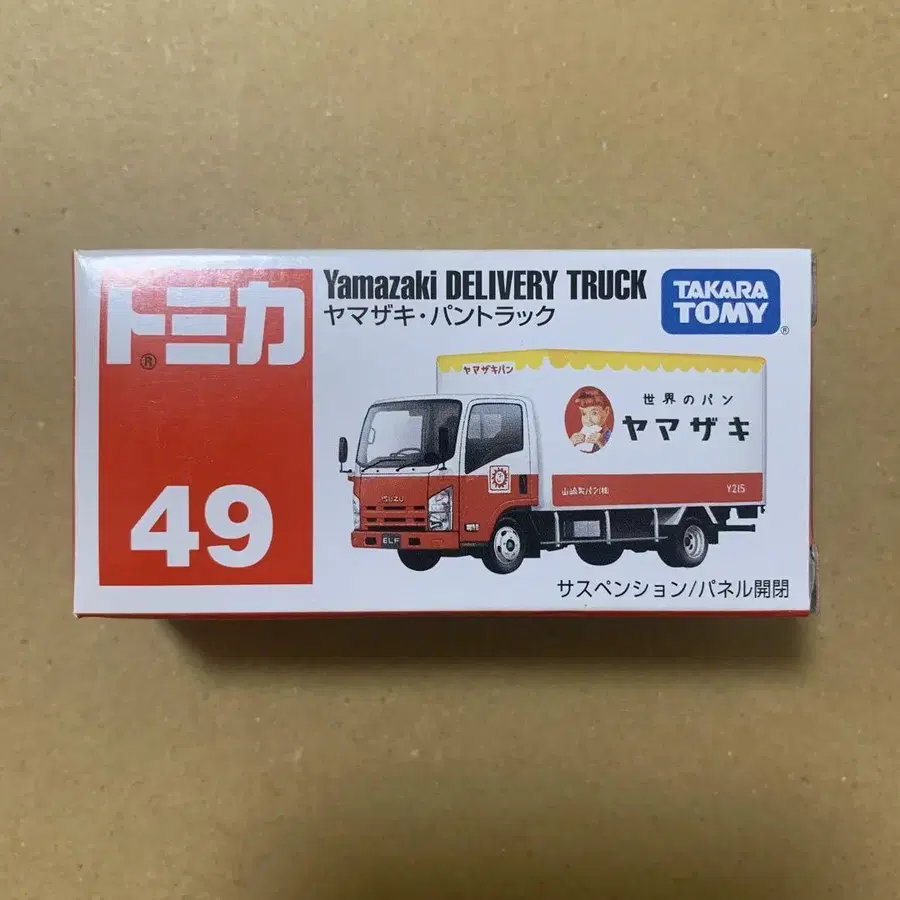 トミカ®
49
Yamazaki DELIVERY TRUCK
ヤマザキ・パントラック
TAKARA
TOMY®
ヤマザキパン
世界のパン
ヤマザキ
山崎製パン(株)
Y215
ISUZU
ELF
サスペンション/パネル開閉